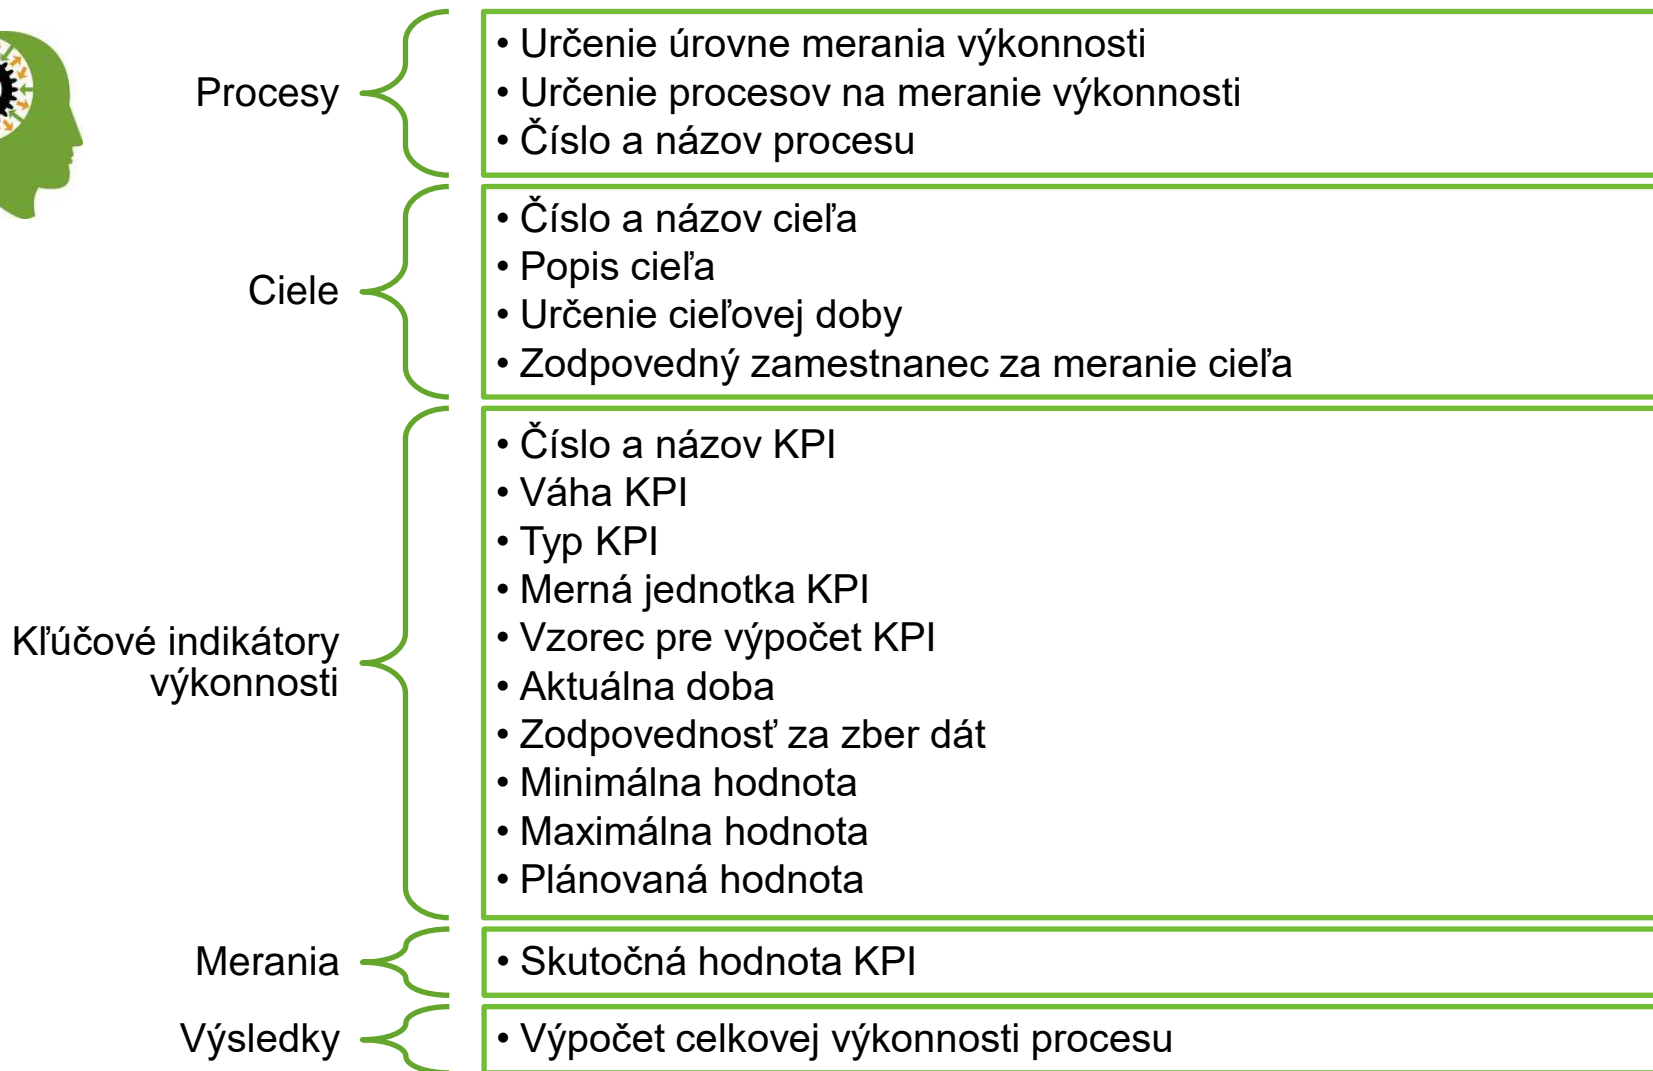 Procesy
• Určenie úrovne merania výkonnosti
• Určenie procesov na meranie výkonnosti
• Číslo a názov procesu
Ciele
• Číslo a názov cieľa
• Popis cieľa
• Určenie cieľovej doby
• Zodpovedný zamestnanec za meranie cieľa
Kľúčové indikátory
výkonnosti
• Číslo a názov KPI
• Váha KPI
• Typ KPI
• Merná jednotka KPI
• Vzorec pre výpočet KPI
• Aktuálna doba
• Zodpovednosť za zber dát
• Minimálna hodnota
• Maximálna hodnota
• Plánovaná hodnota
Merania
• Skutočná hodnota KPI
Výsledky
• Výpočet celkovej výkonnosti procesu